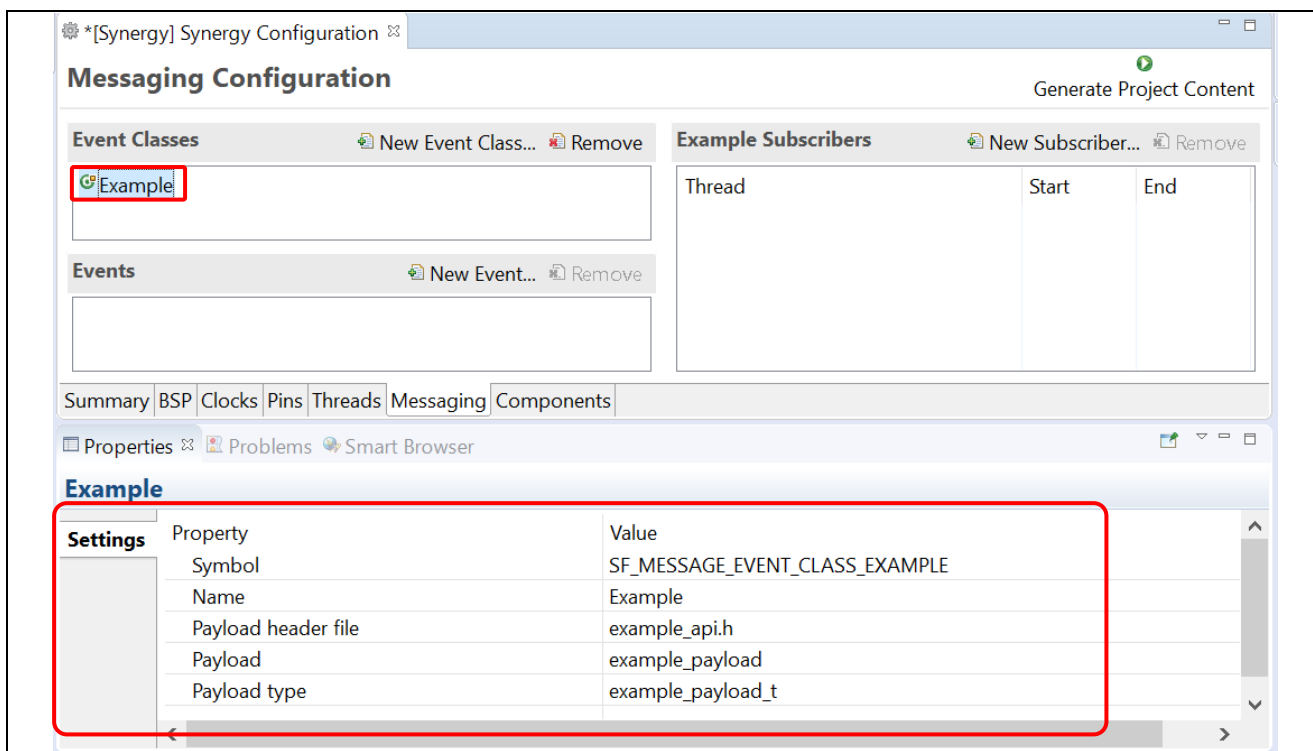 *[Synergy] Synergy Configuration
Messaging Configuration
Generate Project Content
Event Classes
New Event Class...
Remove
Example
Events
New Event...
Remove
Example Subscribers
New Subscriber...
Remove
Thread
Start
End
Summary BSP Clocks Pins Threads Messaging Components
Properties Problems Smart Browser
Example
Settings
Property Value
Symbol SF_MESSAGE_EVENT_CLASS_EXAMPLE
Name Example
Payload header file example_api.h
Payload example_payload
Payload type example_payload_t